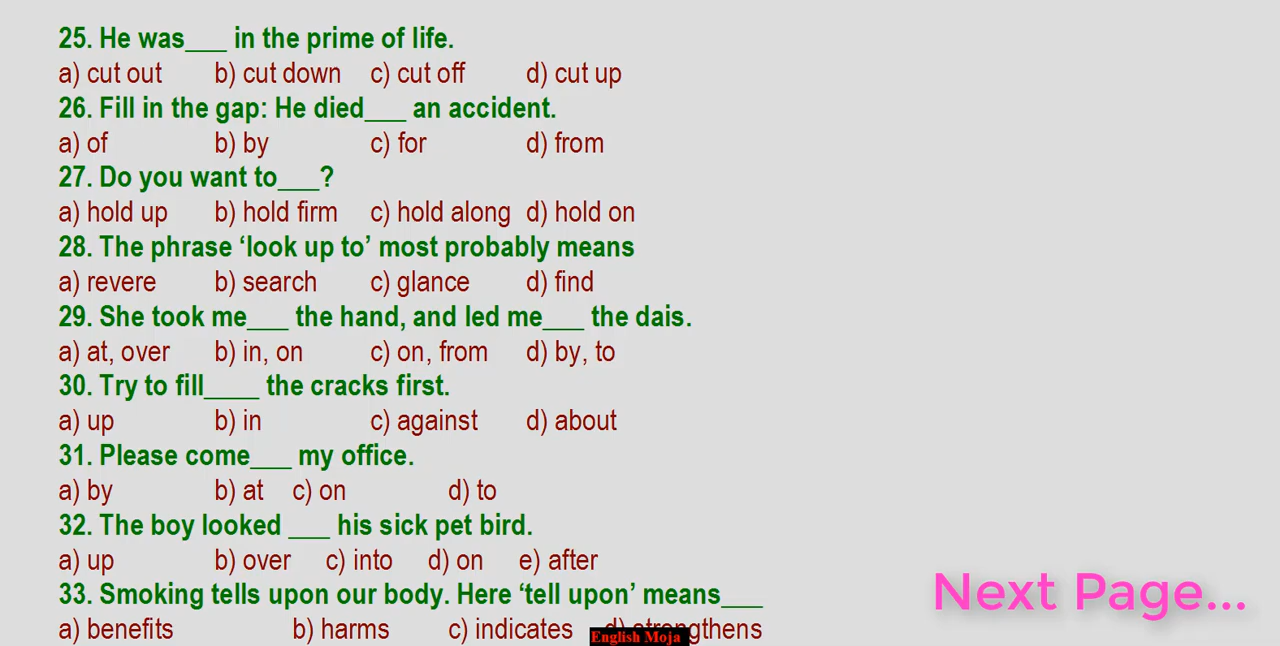 25. He was___ in the prime of life.
a) cut out b) cut down c) cut off d) cut up
26. Fill in the gap: He died___ an accident.
a) of b) by c) for d) from
27. Do you want to___?
a) hold up b) hold firm c) hold along d) hold on
28. The phrase ‘look up to’ most probably means
a) revere b) search c) glance d) find
29. She took me___ the hand, and led me___ the dais.
a) at, over b) in, on c) on, from d) by, to
30. Try to fill____ the cracks first.
a) up b) in c) against d) about
31. Please come___ my office.
a) by b) at c) on d) to
32. The boy looked ___ his sick pet bird.
a) up b) over c) into d) on e) after
33. Smoking tells upon our body. Here ‘tell upon’ means___
Next Page...
a) benefits b) harms c) indicates d) strengthens
English Moja